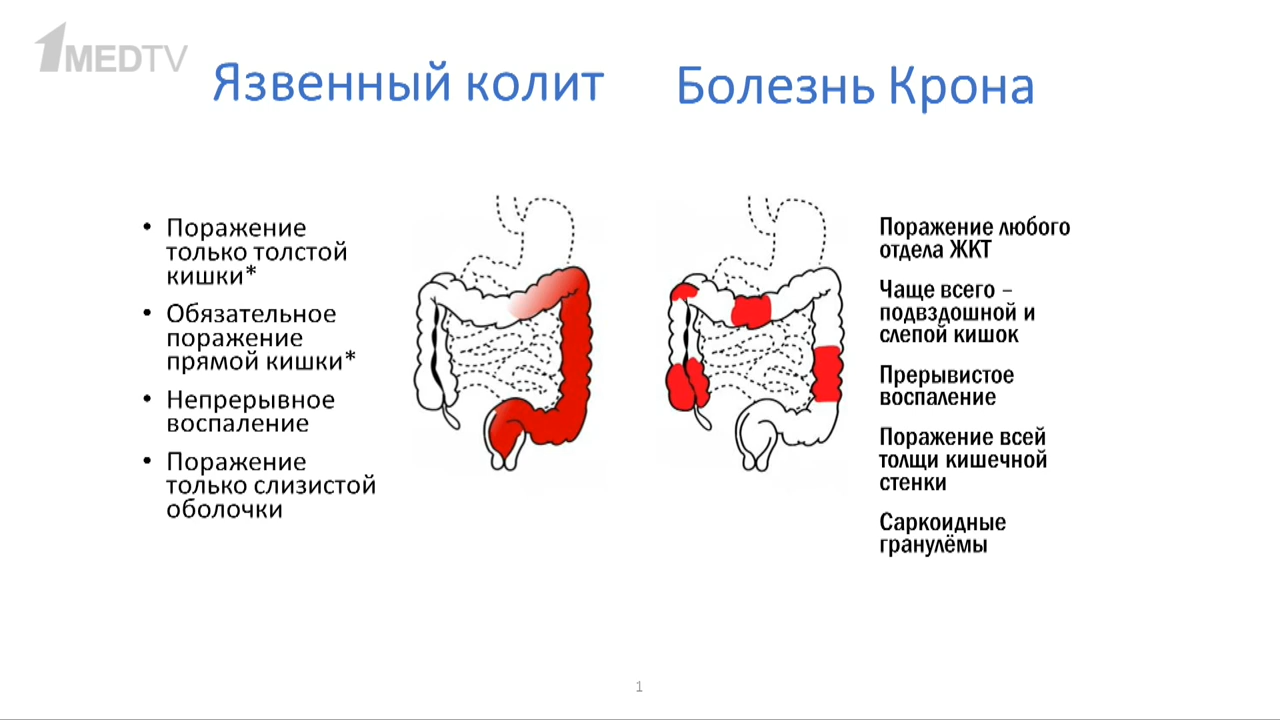 1MEDTV
Язвенный колит
Болезнь Крона
• Поражение
только толстой
кишки*
• Обязательное
поражение
прямой кишки*
• Непрерывное
воспаление
• Поражение
только слизистой
оболочки
Поражение любого
отдела ЖКТ
Чаще всего –
подвздошной и
слепой кишок
Прерывистое
воспаление
Поражение всей
толщи кишечной
стенки
Саркоидные
гранулёмы
1